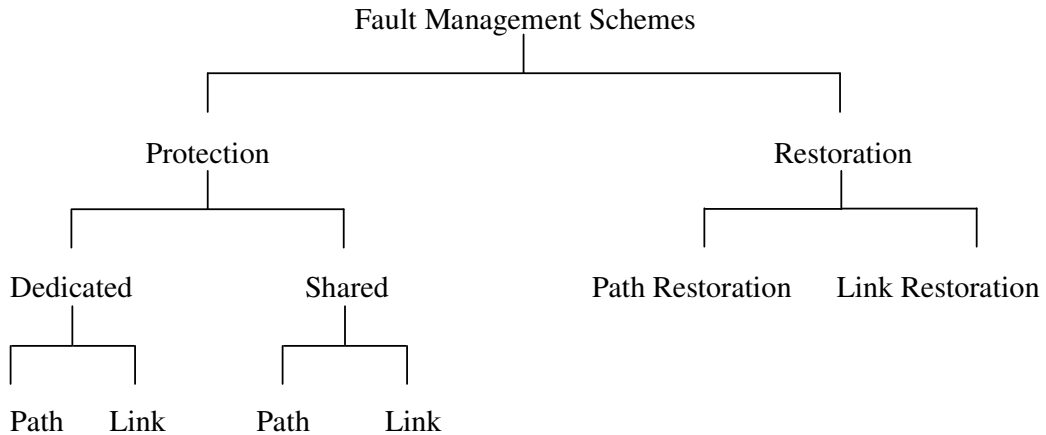 Fault Management Schemes
Protection
Restoration
Dedicated
Shared
Path Restoration
Link Restoration
Path
Link
Path
Link